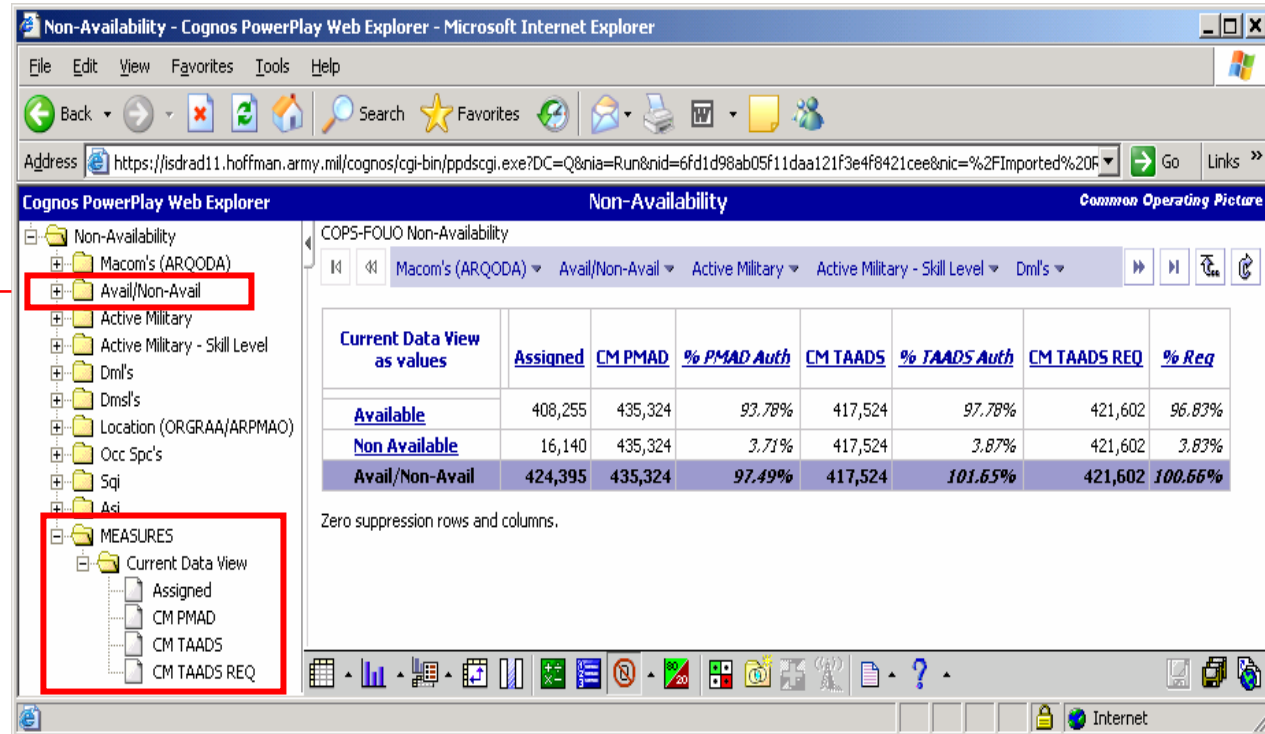 Non-Availability - Cognos PowerPlay Web Explorer - Microsoft Internet Explorer
File Edit View Favorites Tools Help
Back Search Favorites
Address https://isdrad11.hoffman.army.mil/cognos/cgi-bin/ppdscgi.exe?DC=Q&nia=Run&nid=6fd1d98ab05f11daa121f3e4f8421cee&nic=%2FImported%20R Go Links »
Cognos PowerPlay Web Explorer Non-Availability Common Operating Picture
Non-Availability
Macom's (ARQODA)
Avail/Non-Avail
Active Military
Active Military - Skill Level
Dml's
Dmsl's
Location (ORGRAA/ARPMAO)
Occ Spc's
Sqi
Asi
MEASURES
Current Data View
Assigned
CM PMAD
CM TAADS
CM TAADS REQ
COPS-FOUO Non-Availability
Macom's (ARQODA) Avail/Non-Avail Active Military Active Military - Skill Level Dml's
Current Data View as values Assigned CM PMAD % PMAD Auth CM TAADS % TAADS Auth CM TAADS REQ % Req
Available 408,255 435,324 93.78% 417,524 97.78% 421,602 96.83%
Non Available 16,140 435,324 3.71% 417,524 3.87% 421,602 3.83%
Avail/Non-Avail 424,395 435,324 97.49% 417,524 101.65% 421,602 100.66%
Zero suppression rows and columns.
80
20
Internet